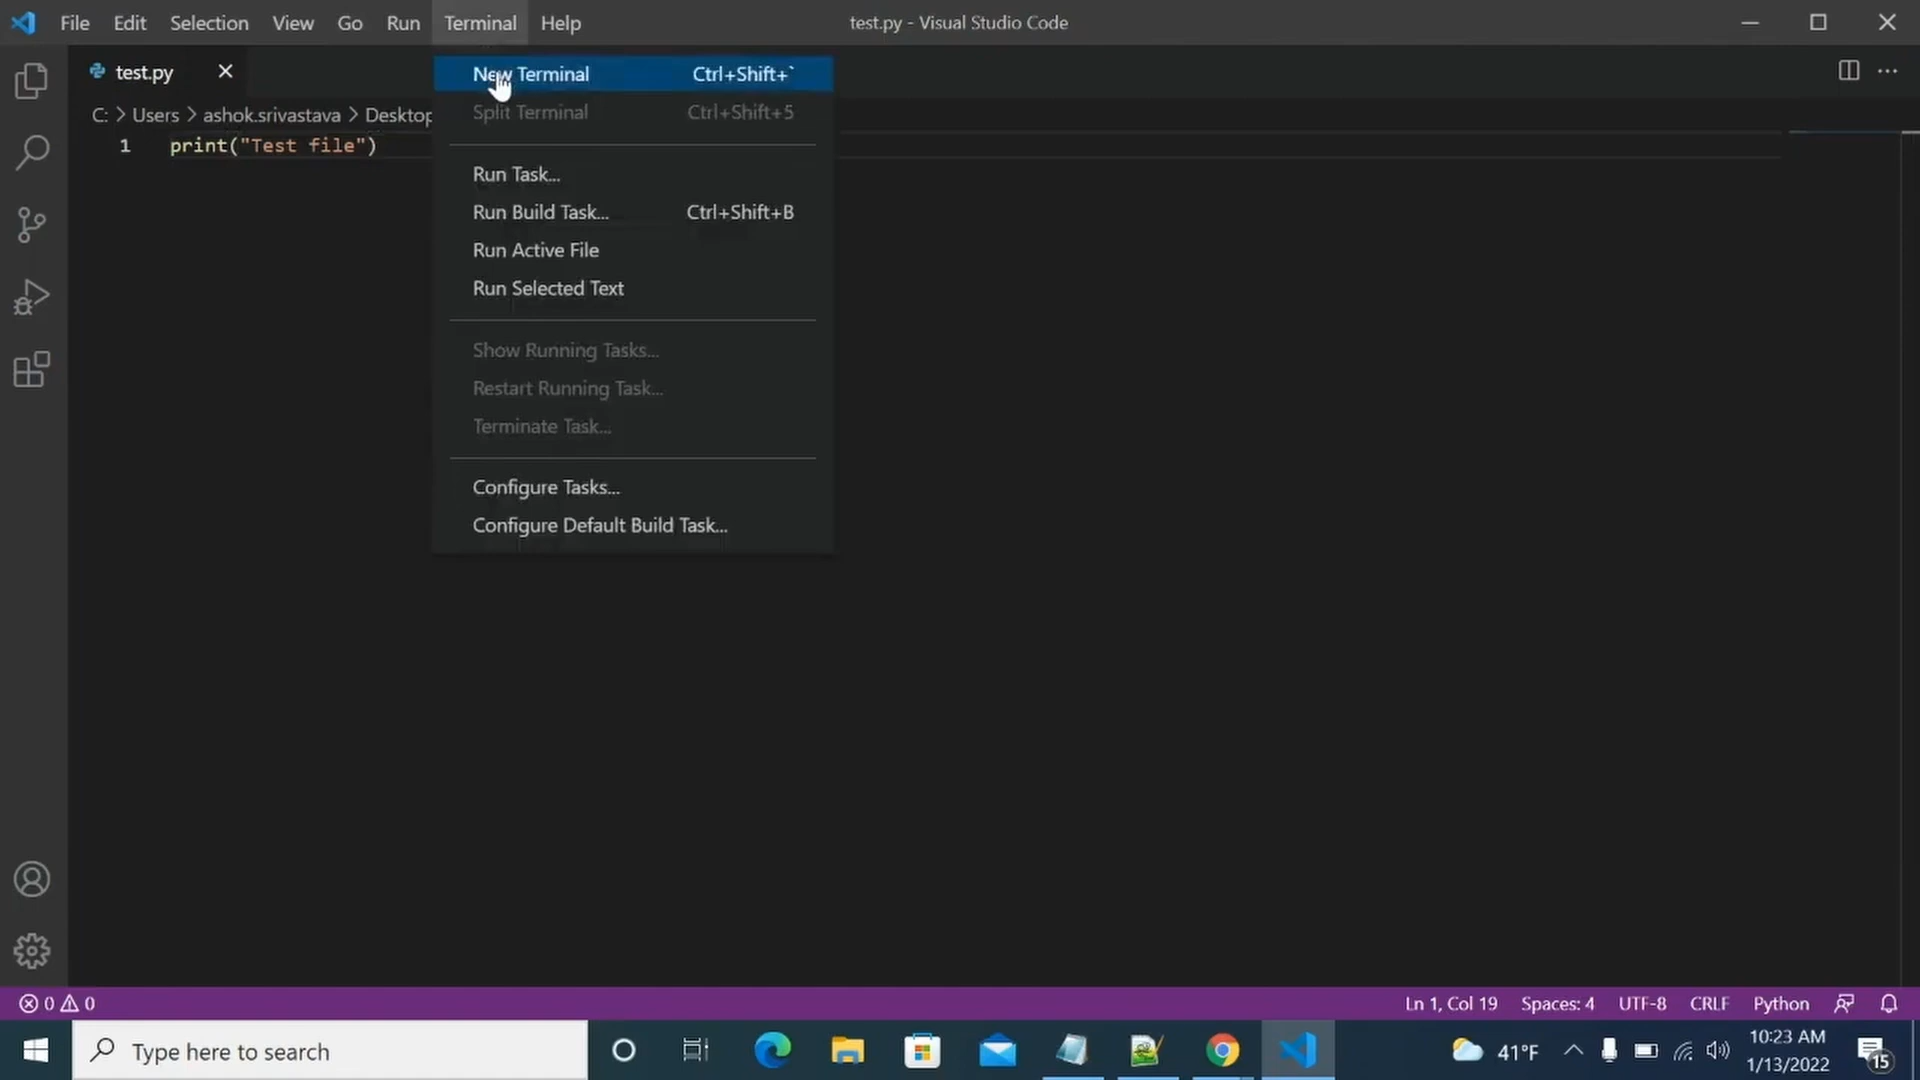 File Edit Selection View Go Run Terminal Help test.py - Visual Studio Code
test.py
New Terminal Ctrl+Shift+`
C: > Users > ashok.srivastava > Desktop
Split Terminal Ctrl+Shift+5
1 print("Test file")
Run Task...
Run Build Task... Ctrl+Shift+B
Run Active File
Run Selected Text
Show Running Tasks...
Restart Running Task...
Terminate Task...
Configure Tasks...
Configure Default Build Task...
0 0 Ln 1, Col 19 Spaces: 4 UTF-8 CRLF Python
Type here to search 41°F 10:23 AM
1/13/2022 15